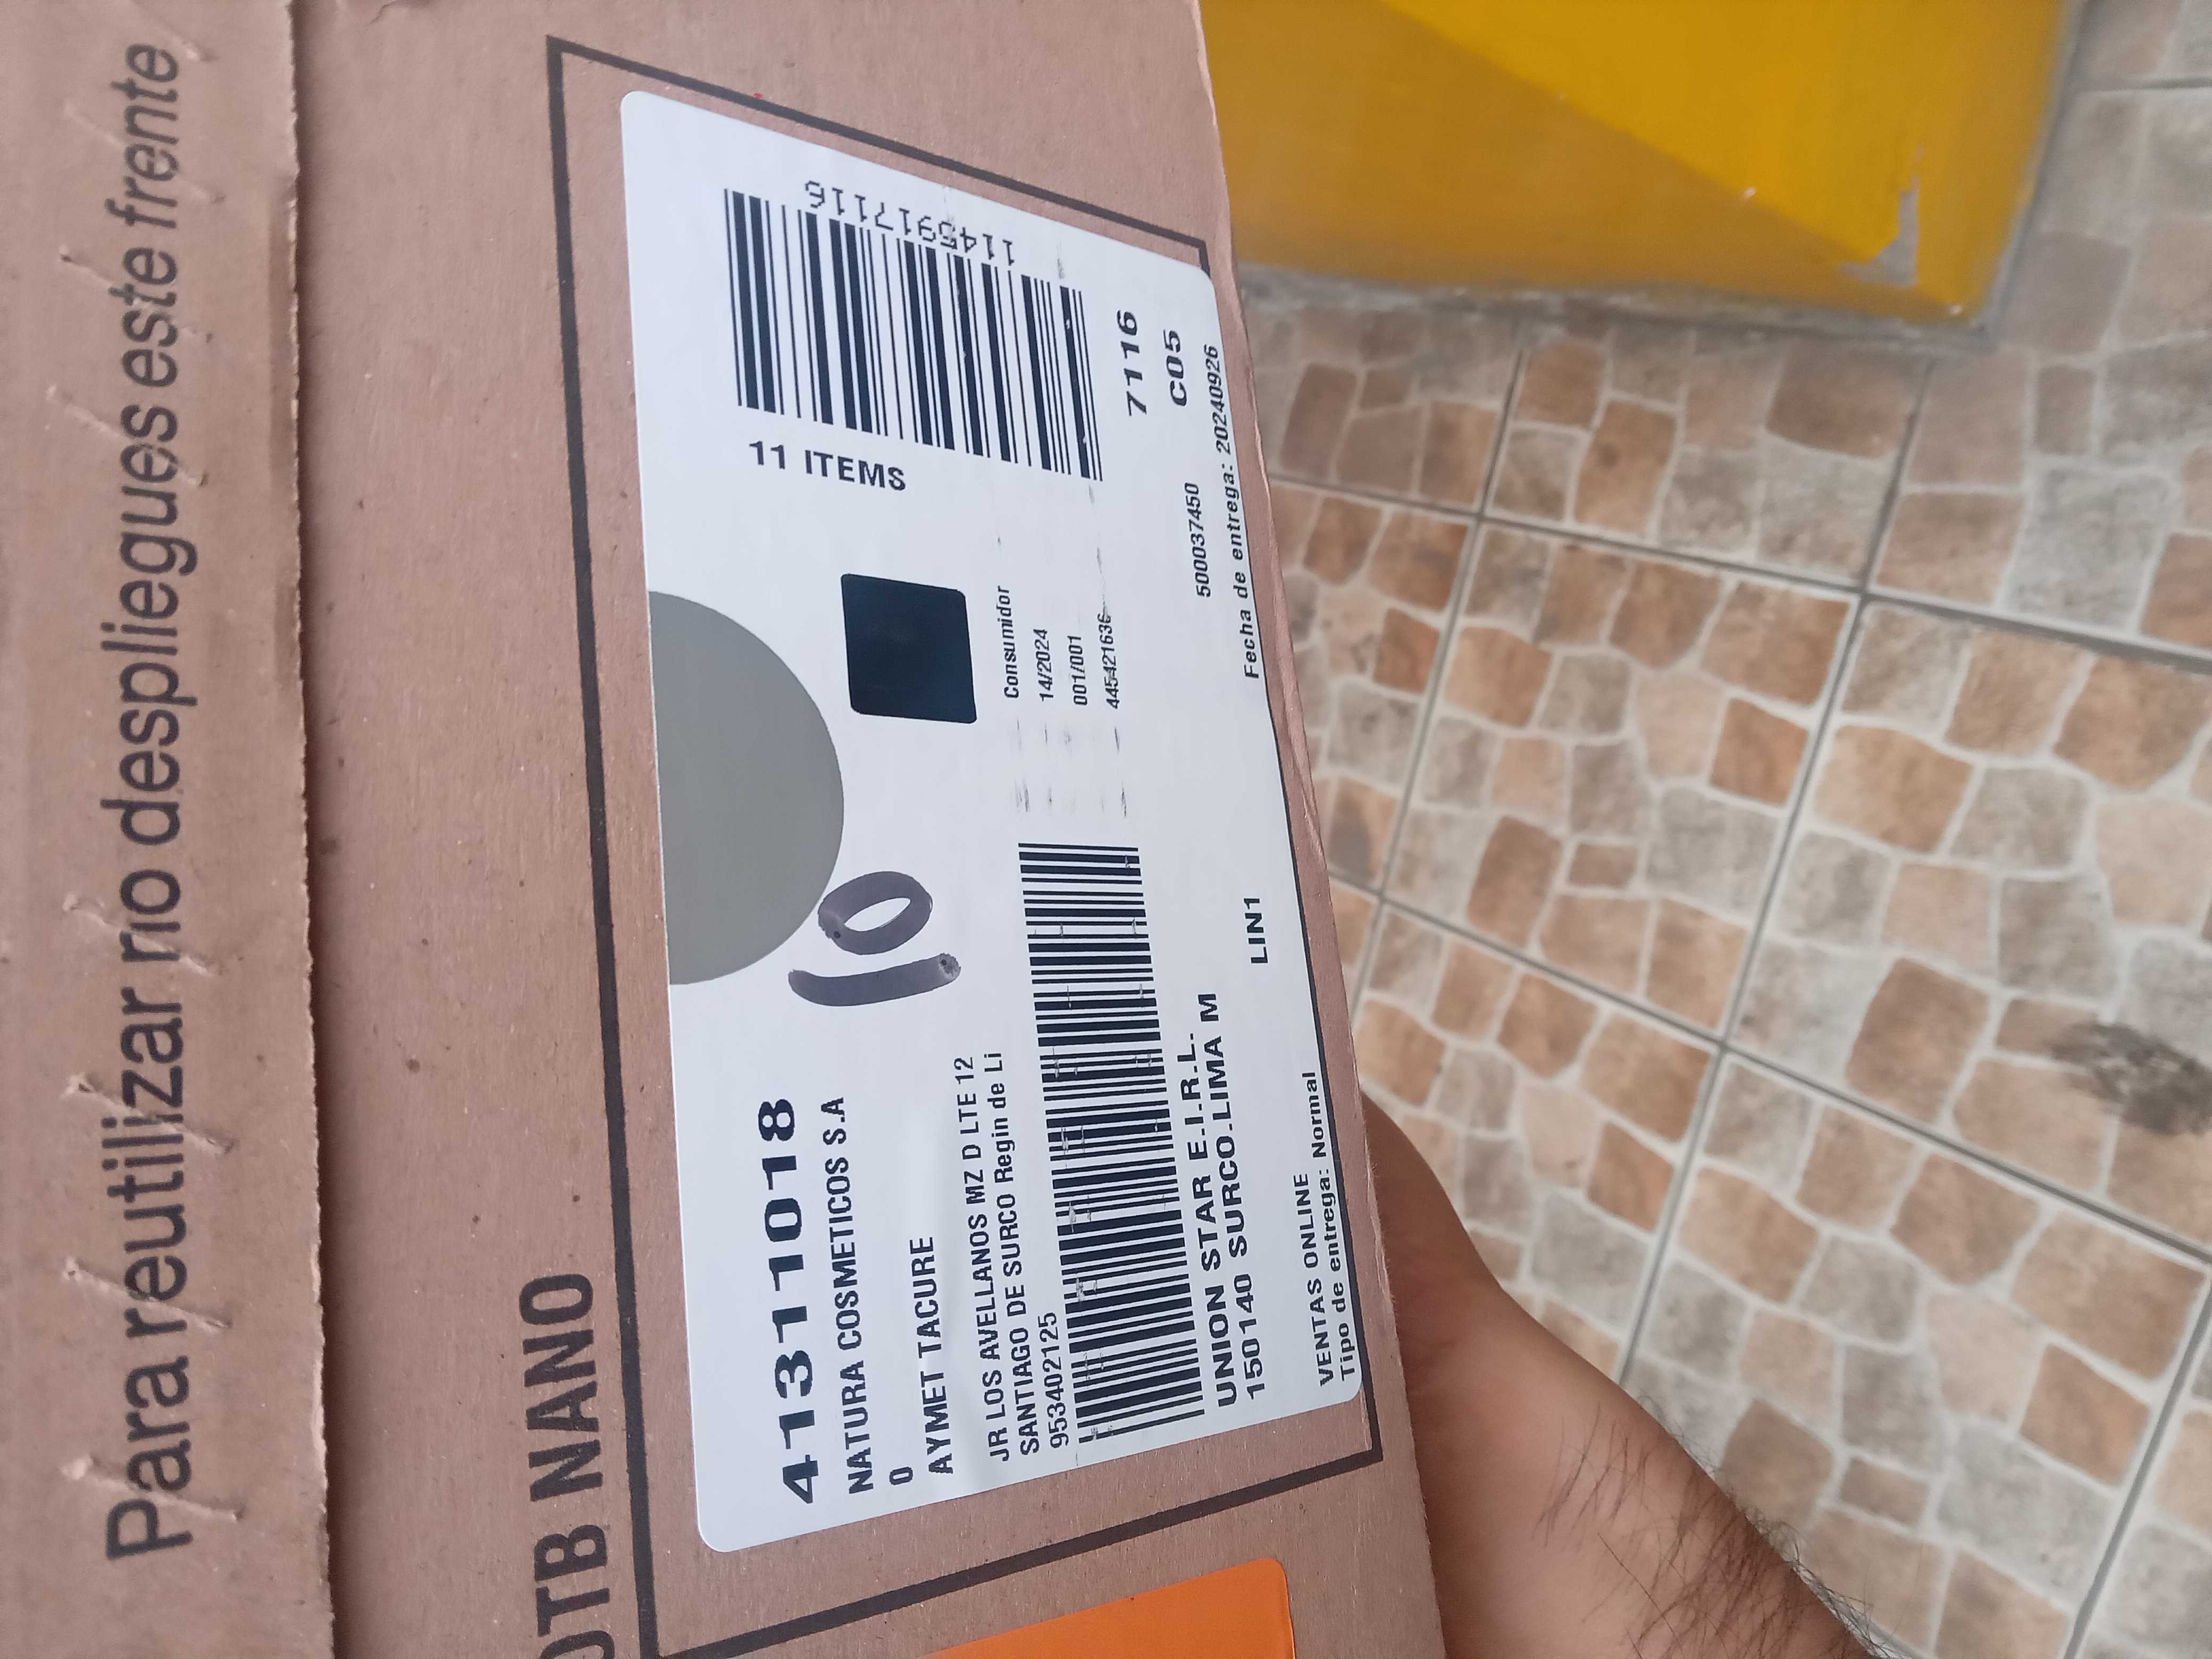 Para reutilizar no despliegues este frente
OTB NANO
41311018
NATURA COSMETICOS S.A
0
AYMET TACURE
10
JR LOS AVELLANOS MZ D LTE 12
SANTIAGO DE SURCO Regin de Li
953402125
UNION STAR E.I.R.L.
150140 SURCO.LIMA M
LIN1
VENTAS ONLINE
Tipo de entrega: Normal
11 ITEMS
1145917116
Consumidor
14/2024
001/001
445421636
7116
C05
500037450
Fecha de entrega: 20240926